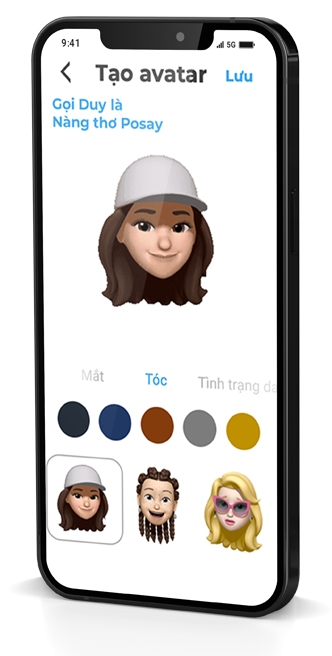 9:41
5G
Tạo avatar
Lưu
Gọi Duy là
Nàng thơ Posay
Mắt
Tóc
Tình trạng da